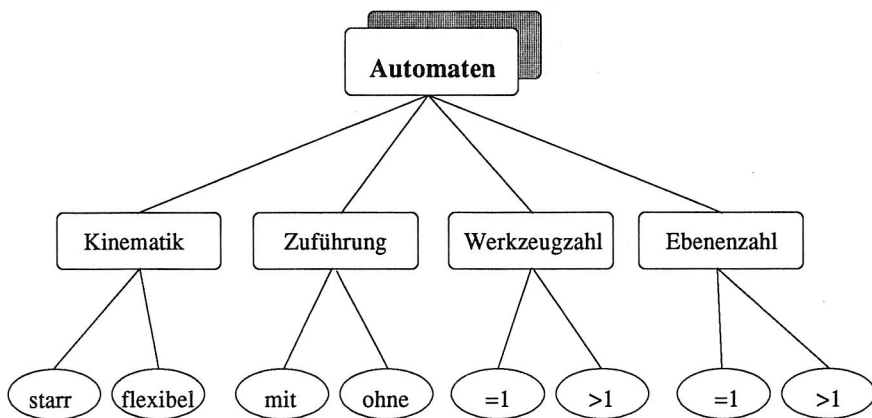 Automaten
Kinematik Zuführung Werkzeugzahl Ebenenzahl
starr flexibel mit ohne =1 >1 =1 >1